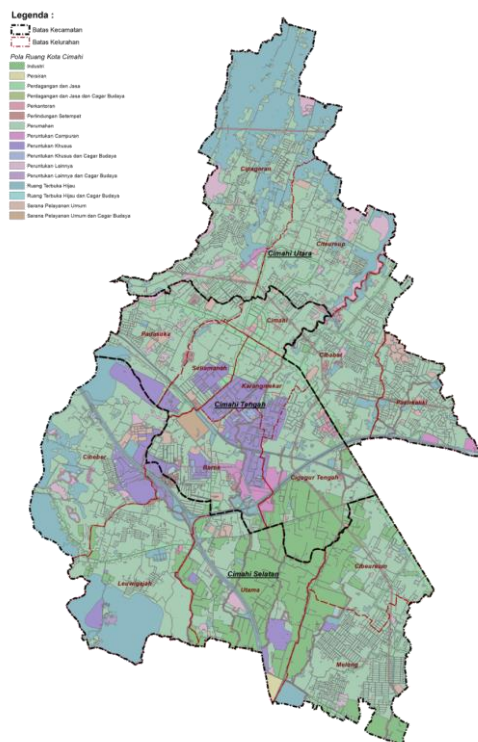 Legenda :
Batas Kecamatan
Batas Kelurahan
Pola Ruang Kota Cimahi
Industri
Perairan
Perdagangan dan Jasa
Perdagangan dan Jasa dan Cagar Budaya
Perkantoran
Perlindungan Setempat
Perumahan
Peruntukan Campuran
Peruntukan Khusus
Peruntukan Khusus dan Cagar Budaya
Peruntukan Lainnya
Peruntukan Lainnya dan Cagar Budaya
Ruang Terbuka Hijau
Ruang Terbuka Hijau dan Cagar Budaya
Sarana Pelayanan Umum
Sarana Pelayanan Umum dan Cagar Budaya
Cipageran
Citeureup
Cimahi Utara
Cimahi
Padasuka
Cibabat
Setiamanah
Karangmekar
Pasirkaliki
Cimahi Tengah
Cibeber
Baros
Cigugur Tengah
Cibeureum
Cimahi Selatan
Leuwigajah
Utama
Melong